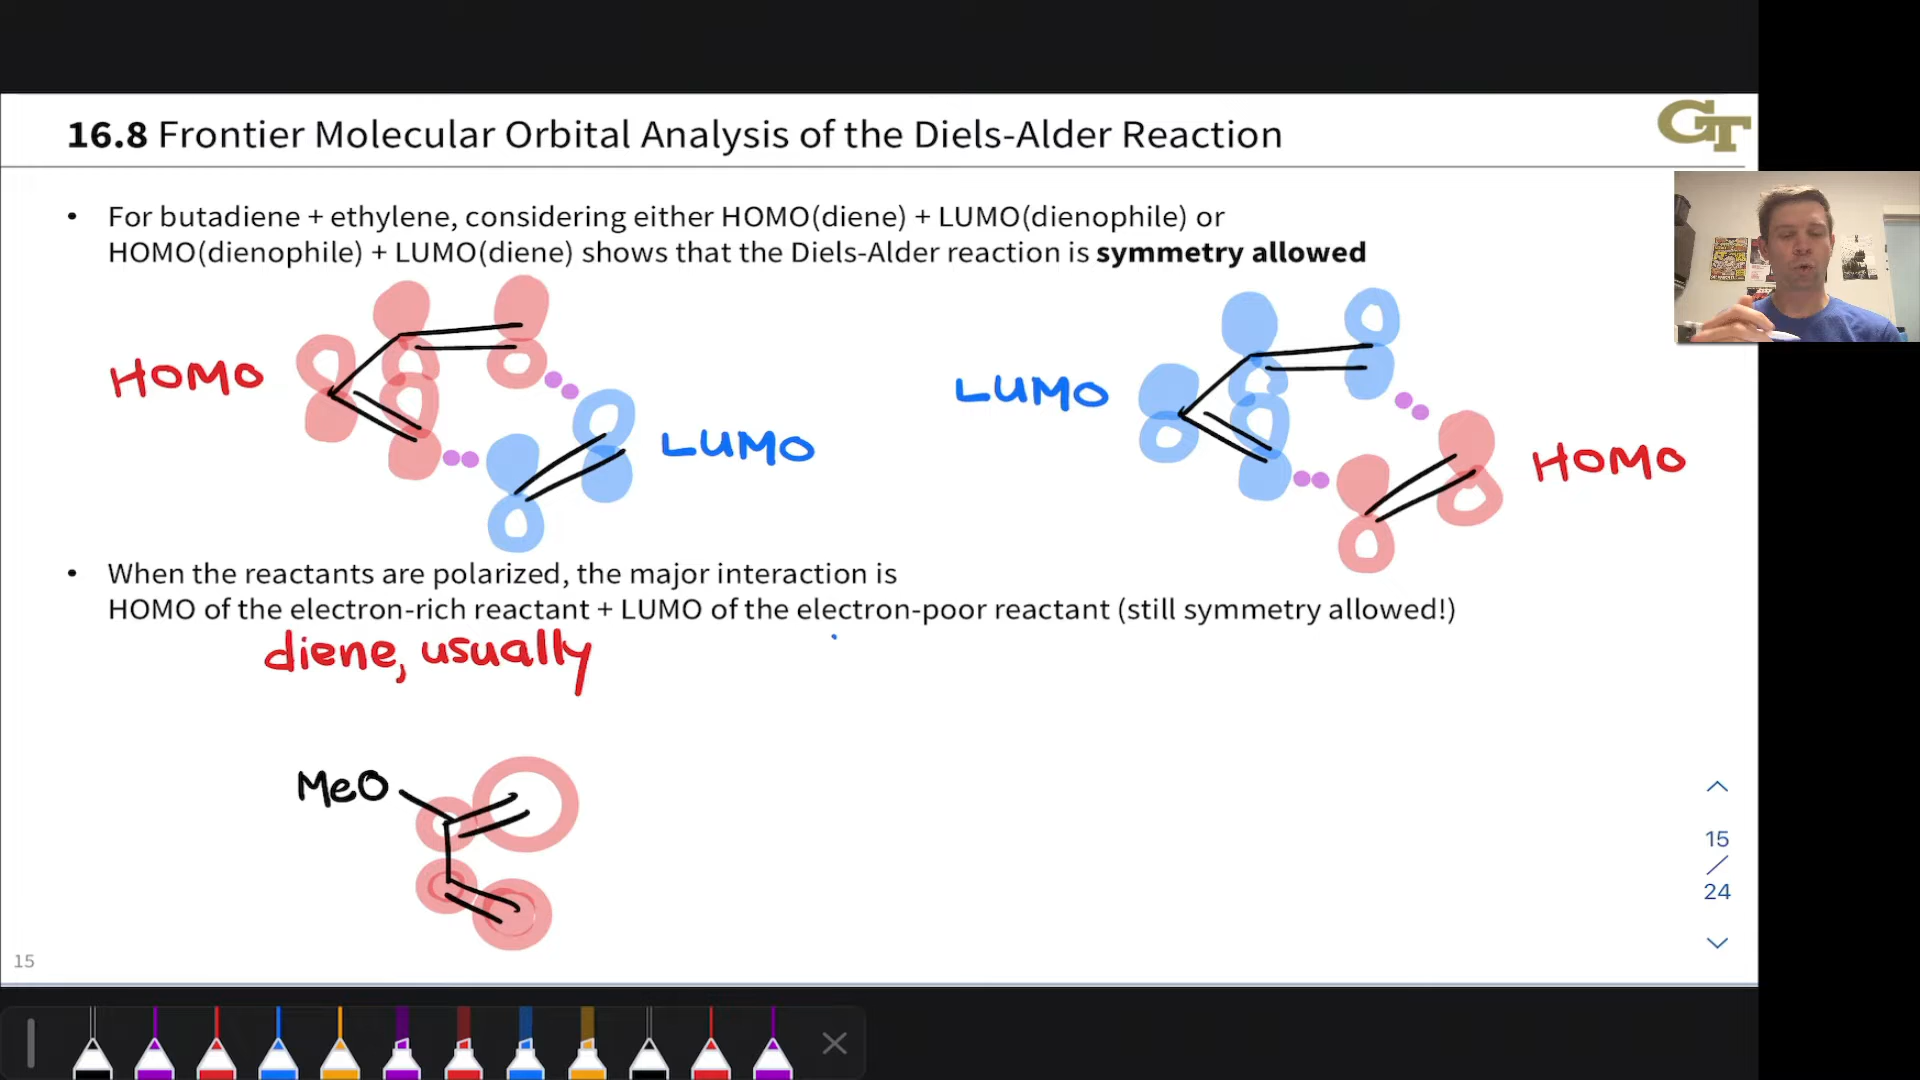 16.8 Frontier Molecular Orbital Analysis of the Diels-Alder Reaction
GT
• For butadiene + ethylene, considering either HOMO(diene) + LUMO(dienophile) or
HOMO(dienophile) + LUMO(diene) shows that the Diels-Alder reaction is symmetry allowed
HOMO
LUMO
LUMO
HOMO
• When the reactants are polarized, the major interaction is
HOMO of the electron-rich reactant + LUMO of the electron-poor reactant (still symmetry allowed!)
diene, usually
MeO
15
/
24
15